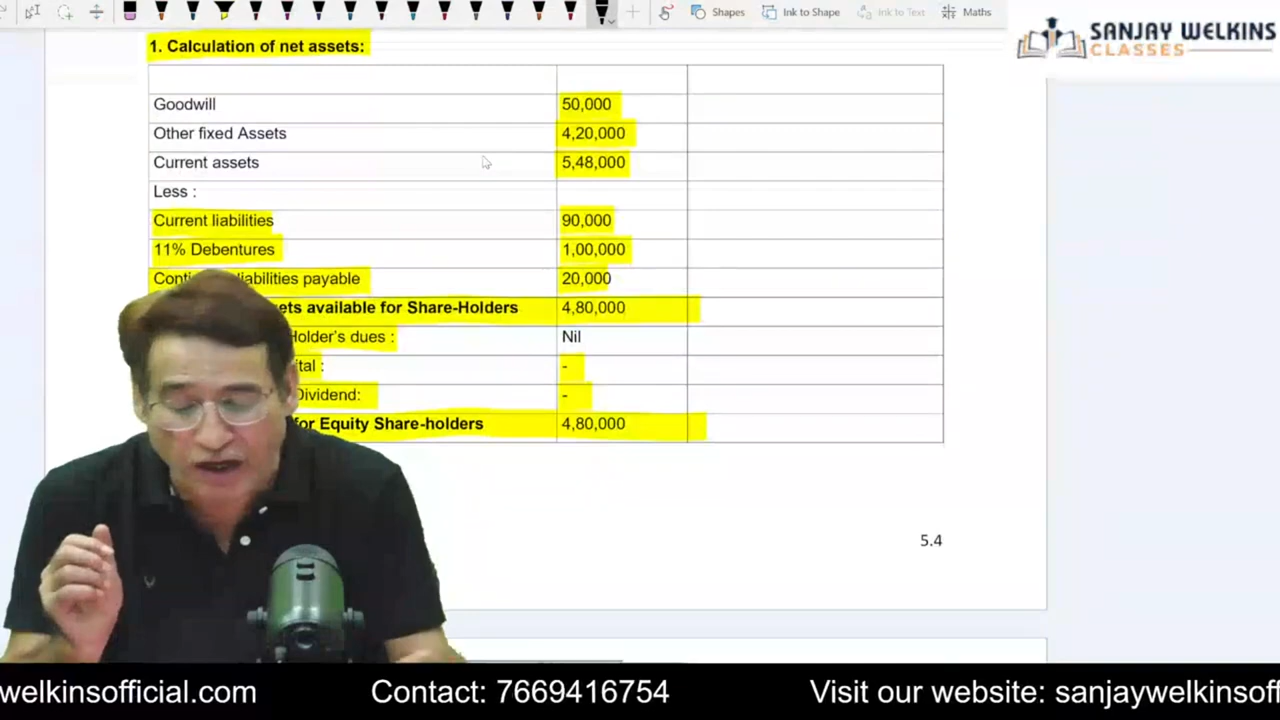 Shapes
Ink to Shape
Ink to Text
Maths
SANJAY WELKINS
CLASSES
1. Calculation of net assets:
Goodwill 50,000
Other fixed Assets 4,20,000
Current assets 5,48,000
Less :
Current liabilities 90,000
11% Debentures 1,00,000
liabilities payable 20,000
available for Share-Holders 4,80,000
Holder's dues : Nil
: -
Dividend: -
for Equity Share-holders 4,80,000
5.4
welkinsofficial.com
Contact: 7669416754
Visit our website: sanjaywelkinsoff